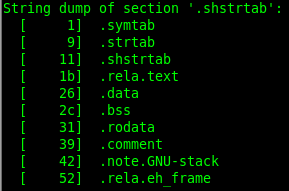 String dump of section '.shstrtab':
  [     1]  .symtab
  [     9]  .strtab
  [    11]  .shstrtab
  [    1b]  .rela.text
  [    26]  .data
  [    2c]  .bss
  [    31]  .rodata
  [    39]  .comment
  [    42]  .note.GNU-stack
  [    52]  .rela.eh_frame